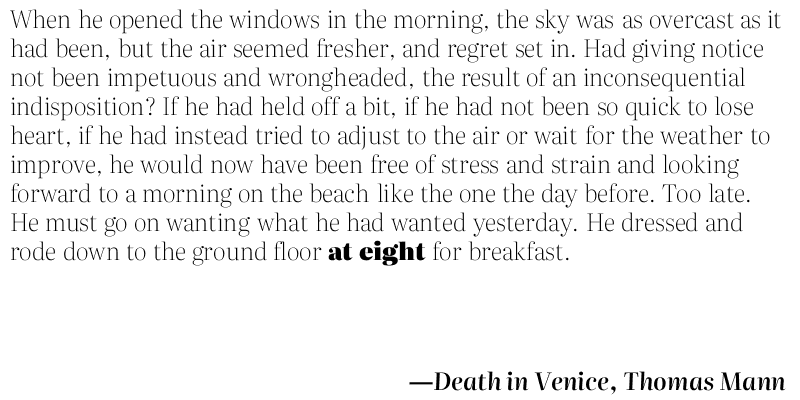 When he opened the windows in the morning, the sky was as overcast as it
had been, but the air seemed fresher, and regret set in. Had giving notice
not been impetuous and wrongheaded, the result of an inconsequential
indisposition? If he had held off a bit, if he had not been so quick to lose
heart, if he had instead tried to adjust to the air or wait for the weather to
improve, he would now have been free of stress and strain and looking
forward to a morning on the beach like the one the day before. Too late.
He must go on wanting what he had wanted yesterday. He dressed and
rode down to the ground floor at eight for breakfast.
—Death in Venice, Thomas Mann